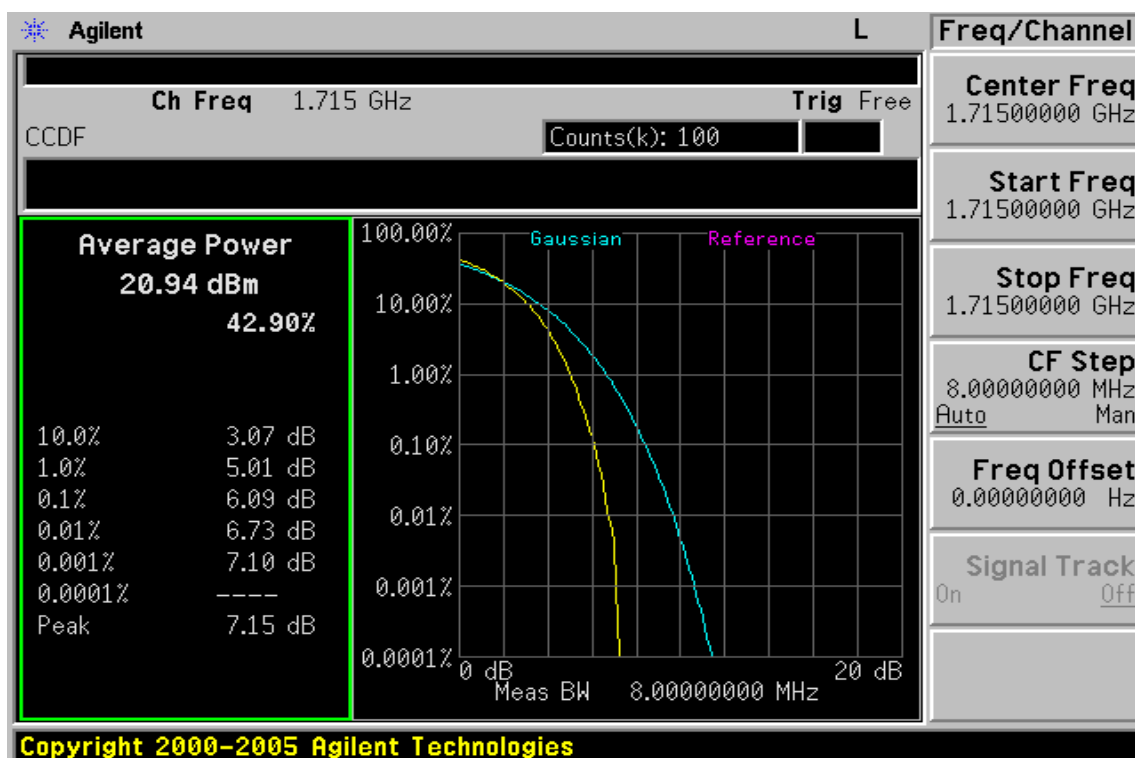 Agilent L Freq/Channel
Ch Freq 1.715 GHz Trig Free
CCDF Counts(k): 100
Average Power
20.94 dBm
42.90%
10.0% 3.07 dB
1.0% 5.01 dB
0.1% 6.09 dB
0.01% 6.73 dB
0.001% 7.10 dB
0.0001% ----
Peak 7.15 dB
Gaussian Reference
100.00%
10.00%
1.00%
0.10%
0.01%
0.001%
0.0001%
0 dB 20 dB
Meas BW 8.00000000 MHz
Center Freq
1.71500000 GHz
Start Freq
1.71500000 GHz
Stop Freq
1.71500000 GHz
CF Step
8.00000000 MHz
Auto Man
Freq Offset
0.00000000 Hz
Signal Track
On Off
Copyright 2000-2005 Agilent Technologies